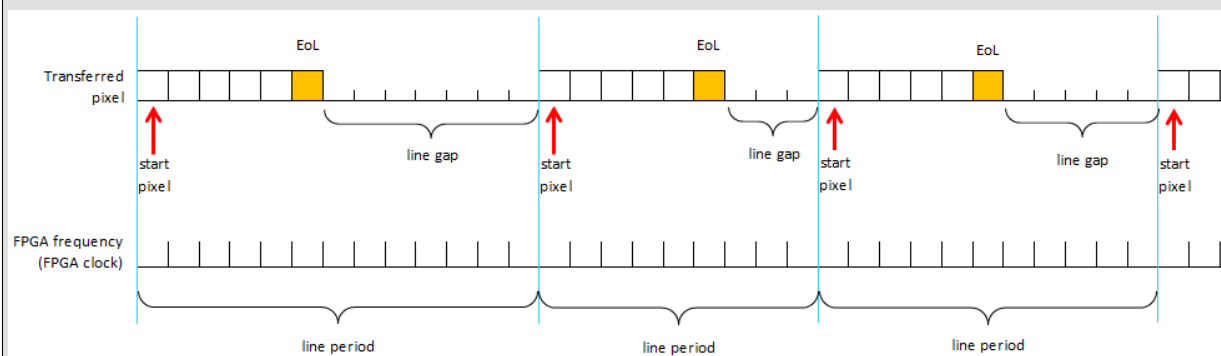 EoL
EoL
EoL
Transferred
pixel
line gap
line gap
line gap
start
pixel
start
pixel
start
pixel
start
pixel
FPGA frequency
(FPGA clock)
line period
line period
line period